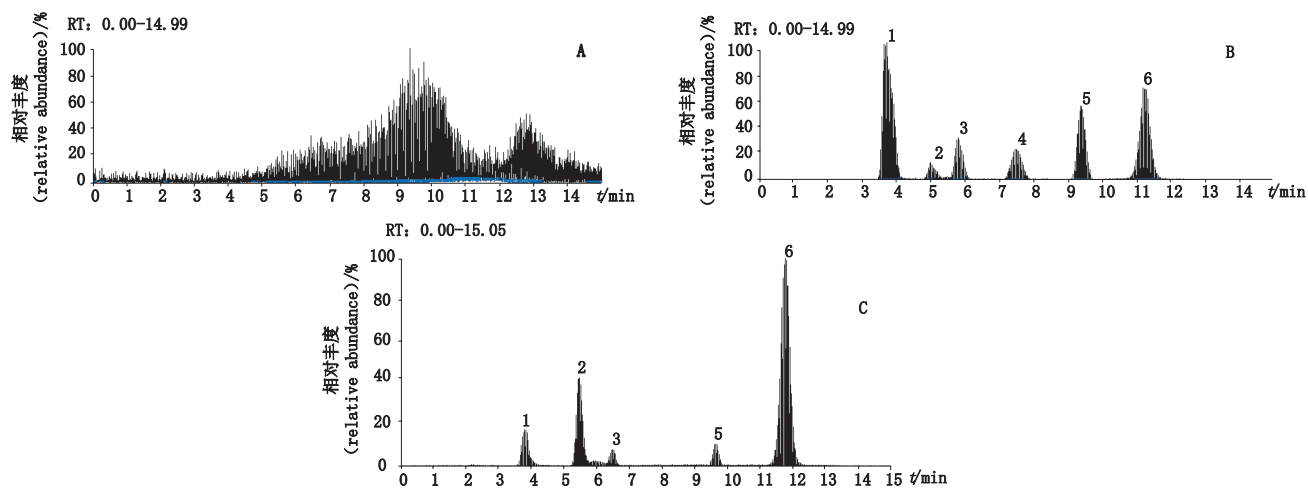 RT: 0.00-14.99
A
相对丰度
(relative abundance)/%
100
80
60
40
20
0
0 1 2 3 4 5 6 7 8 9 10 11 12 13 14 t/min
RT: 0.00-14.99
B
相对丰度
(relative abundance)/%
100
80
60
40
20
0
1
2
3
4
5
6
0 1 2 3 4 5 6 7 8 9 10 11 12 13 14 t/min
RT: 0.00-15.05
C
相对丰度
(relative abundance)/%
100
80
60
40
20
0
1
2
3
5
6
0 1 2 3 4 5 6 7 8 9 10 11 12 13 14 15 t/min